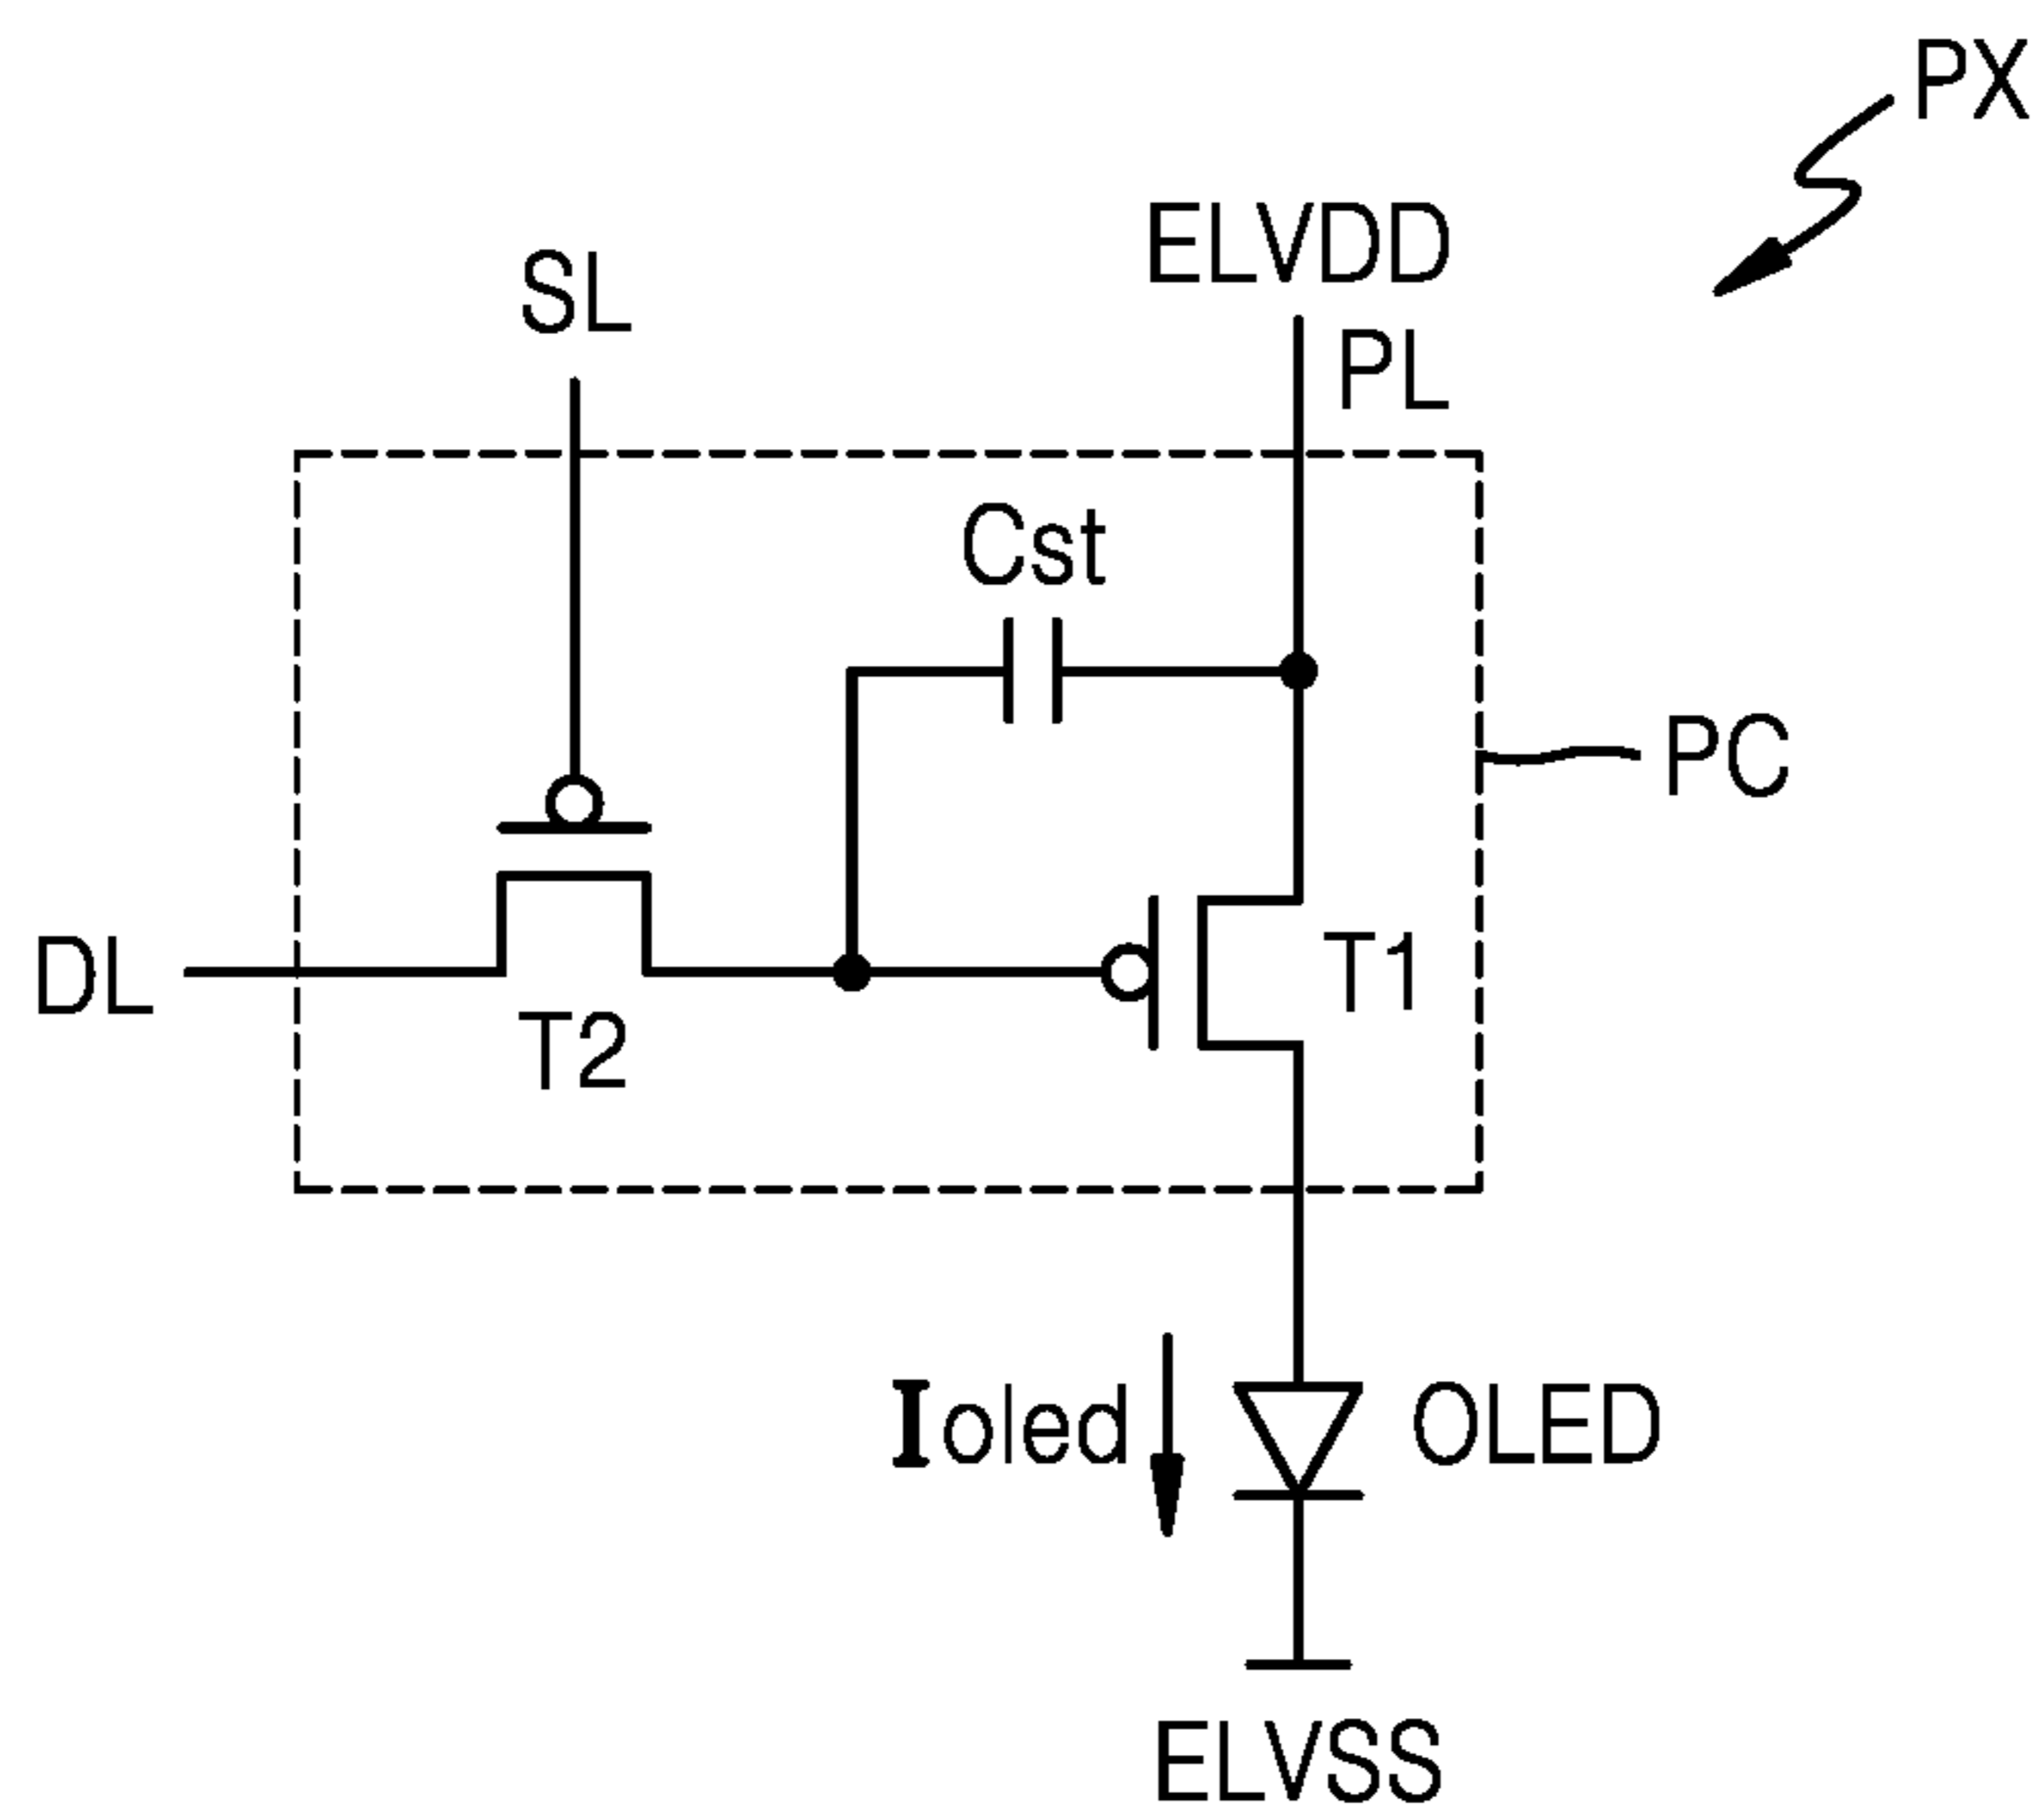 PX
ELVDD
SL
PL
Cst
PC
DL
T1
T2
Ioled
OLED
ELVSS